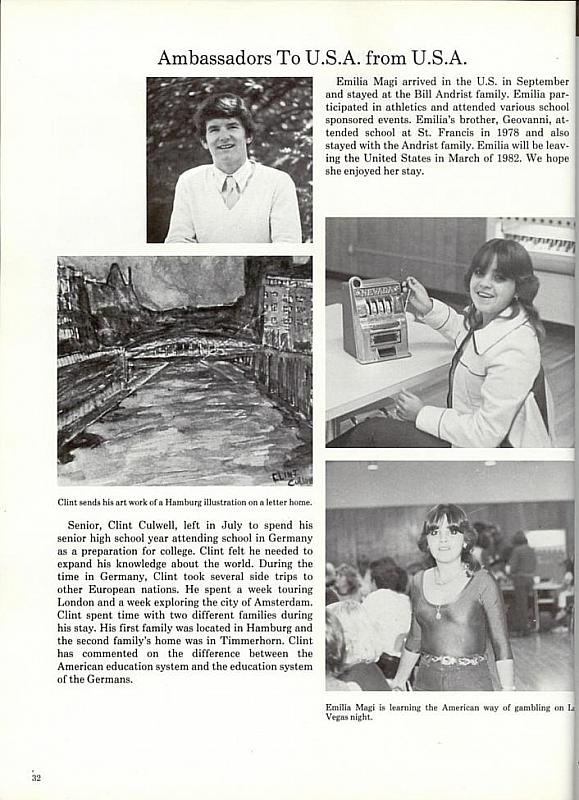 Ambassadors To U.S.A. from U.S.A.
Emilia Magi arrived in the U.S. in September
and stayed at the Bill Andrist family. Emilia par-
ticipated in athletics and attended various school
sponsored events. Emilia's brother, Geovanni, at-
tended school at St. Francis in 1978 and also
stayed with the Andrist family. Emilia will be leav-
ing the United States in March of 1982. We hope
she enjoyed her stay.
NEVADA
CLINT
Culwell
Clint sends his art work of a Hamburg illustration on a letter home.
Senior, Clint Culwell, left in July to spend his
senior high school year attending school in Germany
as a preparation for college. Clint felt he needed to
expand his knowledge about the world. During the
time in Germany, Clint took several side trips to
other European nations. He spent a week touring
London and a week exploring the city of Amsterdam.
Clint spent time with two different families during
his stay. His first family was located in Hamburg and
the second family's home was in Timmerhorn. Clint
has commented on the difference between the
American education system and the education system
of the Germans.
Emilia Magi is learning the American way of gambling on L
Vegas night.
32